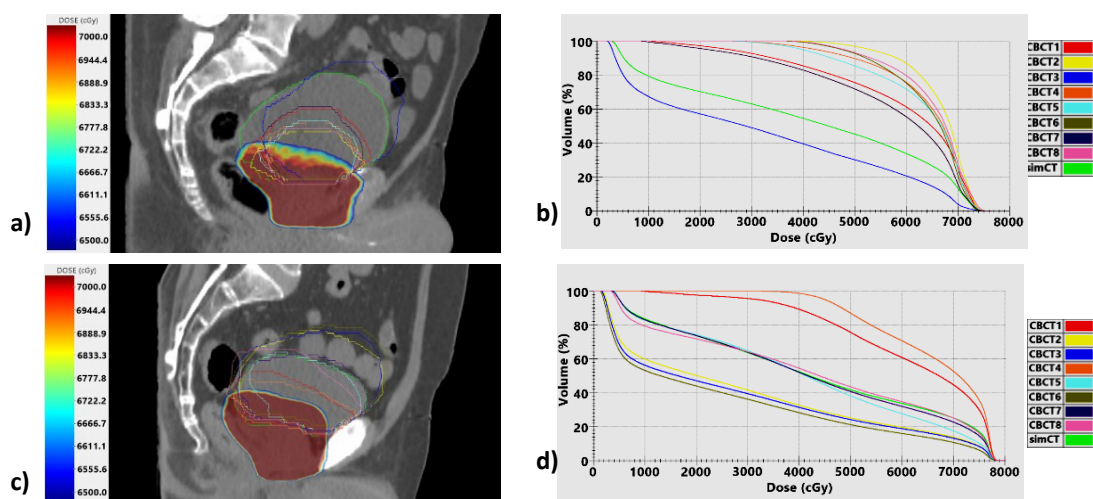 DOSE (cGy)
7000.0
6944.4
6888.9
6833.3
6777.8
6722.2
6666.7
6611.1
6555.6
6500.0
a)
b)
Volume (%)
100
80
60
40
20
0
0 1000 2000 3000 4000 5000 6000 7000 8000
Dose (cGy)
CBCT1
CBCT2
CBCT3
CBCT4
CBCT5
CBCT6
CBCT7
CBCT8
simCT
DOSE (cGy)
7000.0
6944.4
6888.9
6833.3
6777.8
6722.2
6666.7
6611.1
6555.6
6500.0
c)
d)
Volume (%)
100
80
60
40
20
0
0 1000 2000 3000 4000 5000 6000 7000 8000
Dose (cGy)
CBCT1
CBCT2
CBCT3
CBCT4
CBCT5
CBCT6
CBCT7
CBCT8
simCT